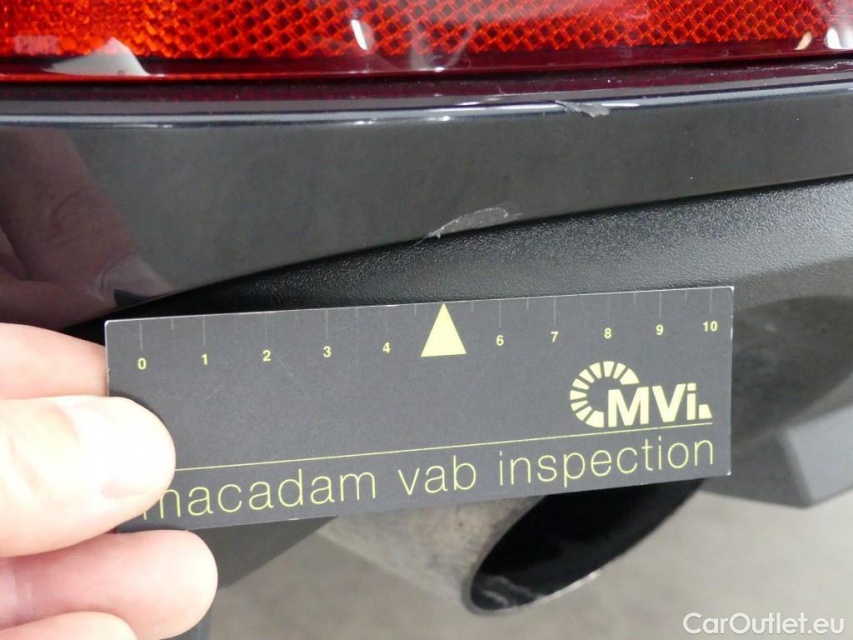 0 1 2 3 4 6 7 8 9 10
MVi.
macadam vab inspection
CarOutlet.eu